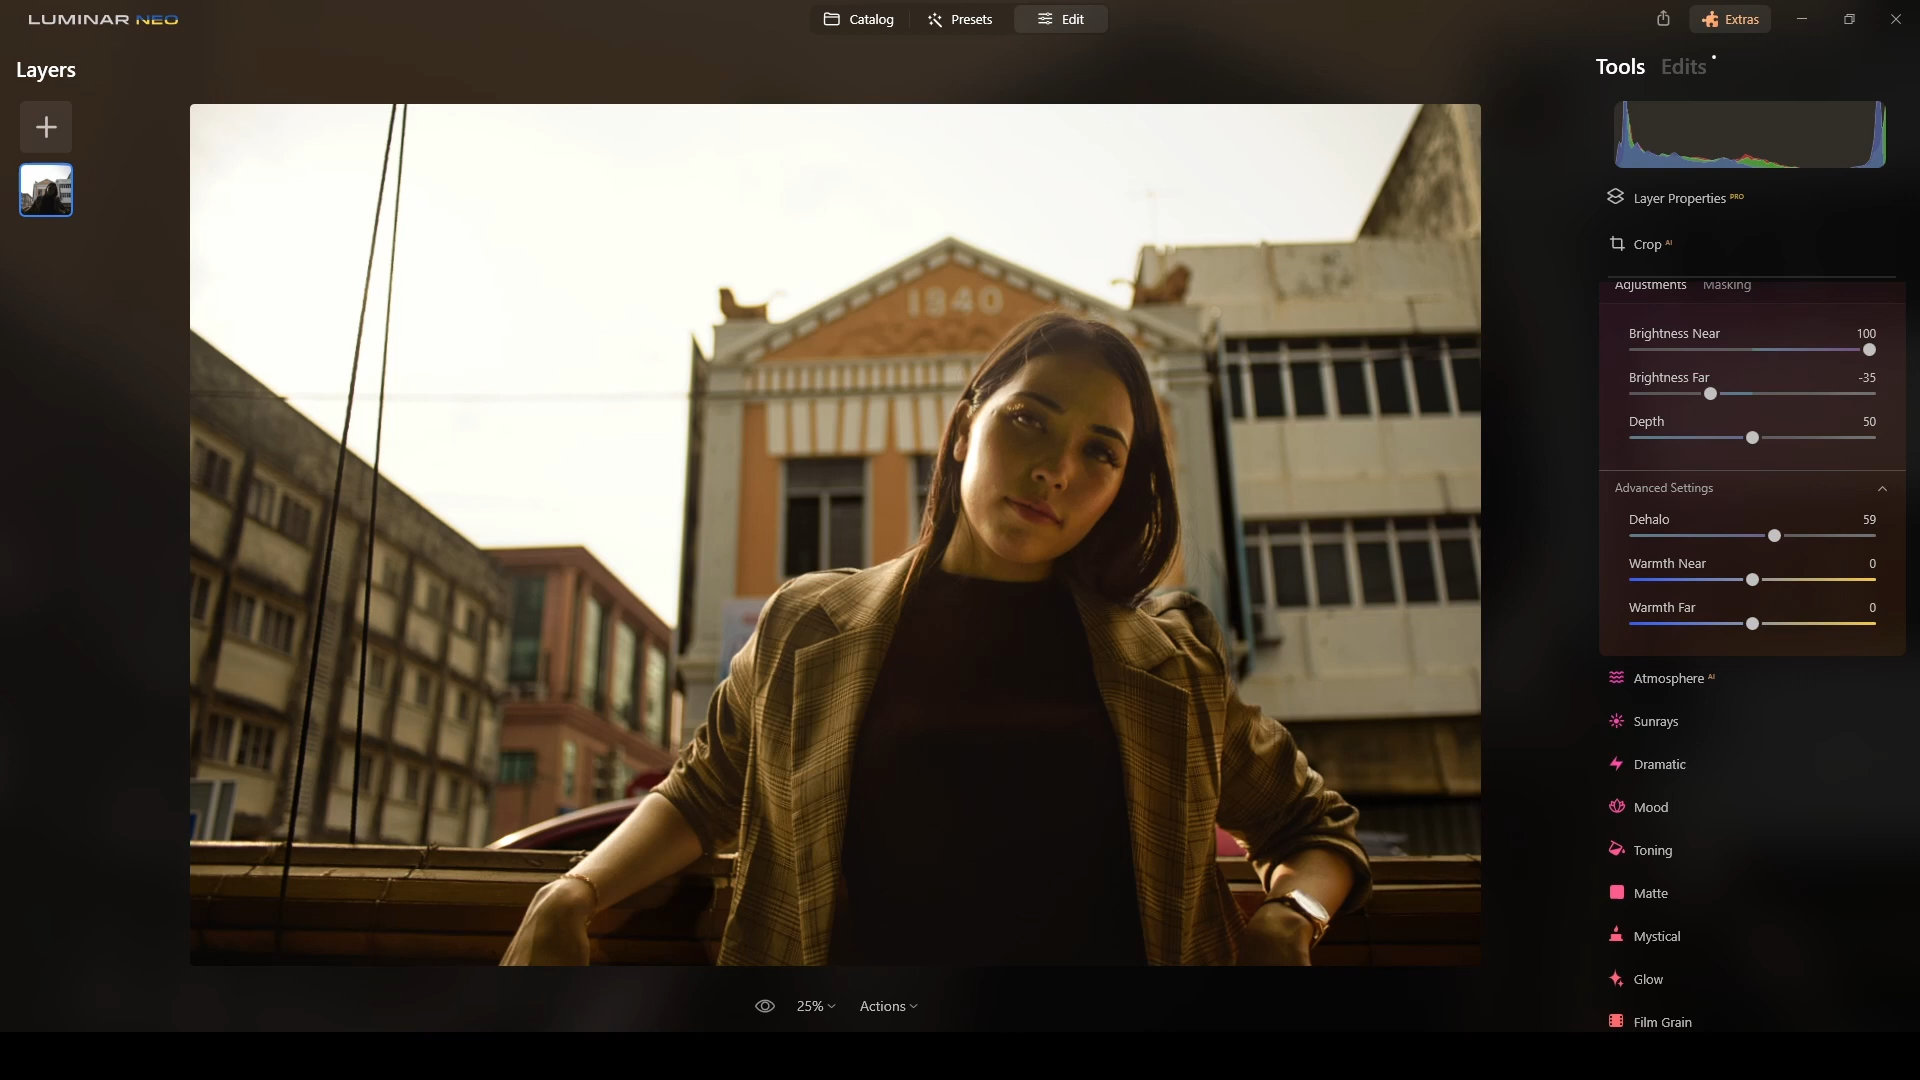 LUMINAR NEO
Catalog
Presets
Edit
Extras
Layers
Tools Edits
Layer Properties PRO
Crop AI
Adjustments Masking
Brightness Near 100
Brightness Far -35
Depth 50
Advanced Settings
Dehalo 59
Warmth Near 0
Warmth Far 0
Atmosphere AI
Sunrays
Dramatic
Mood
Toning
Matte
Mystical
Glow
Film Grain
1940
25%
Actions